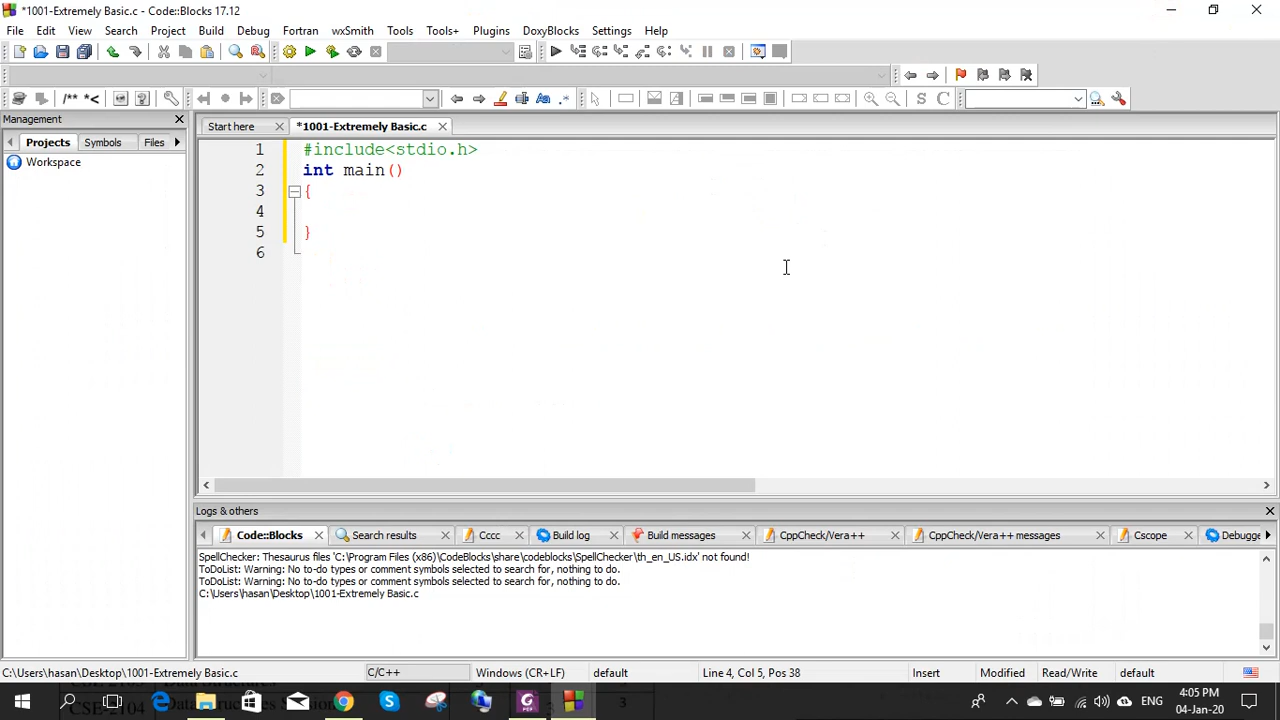 *1001-Extremely Basic.c - Code::Blocks 17.12
File Edit View Search Project Build Debug Fortran wxSmith Tools Tools+ Plugins DoxyBlocks Settings Help
/** *<
S C
Management
Start here *1001-Extremely Basic.c
Projects Symbols Files
Workspace
1 #include<stdio.h>
2 int main()
3 {
4
5 }
6
Logs & others
Code::Blocks Search results Cccc Build log Build messages CppCheck/Vera++ CppCheck/Vera++ messages Cscope Debugge
SpellChecker: Thesaurus files 'C:\Program Files (x86)\CodeBlocks\share\codeblocks\SpellChecker\th_en_US.idx' not found!
ToDoList: Warning: No to-do types or comment symbols selected to search for, nothing to do.
ToDoList: Warning: No to-do types or comment symbols selected to search for, nothing to do.
C:\Users\hasan\Desktop\1001-Extremely Basic.c
C:\Users\hasan\Desktop\1001-Extremely Basic.c C/C++ Windows (CR+LF) default Line 4, Col 5, Pos 38 Insert Modified Read/Write default
CSE-2104 Data Structures 3
ENG
4:05 PM
04-Jan-20